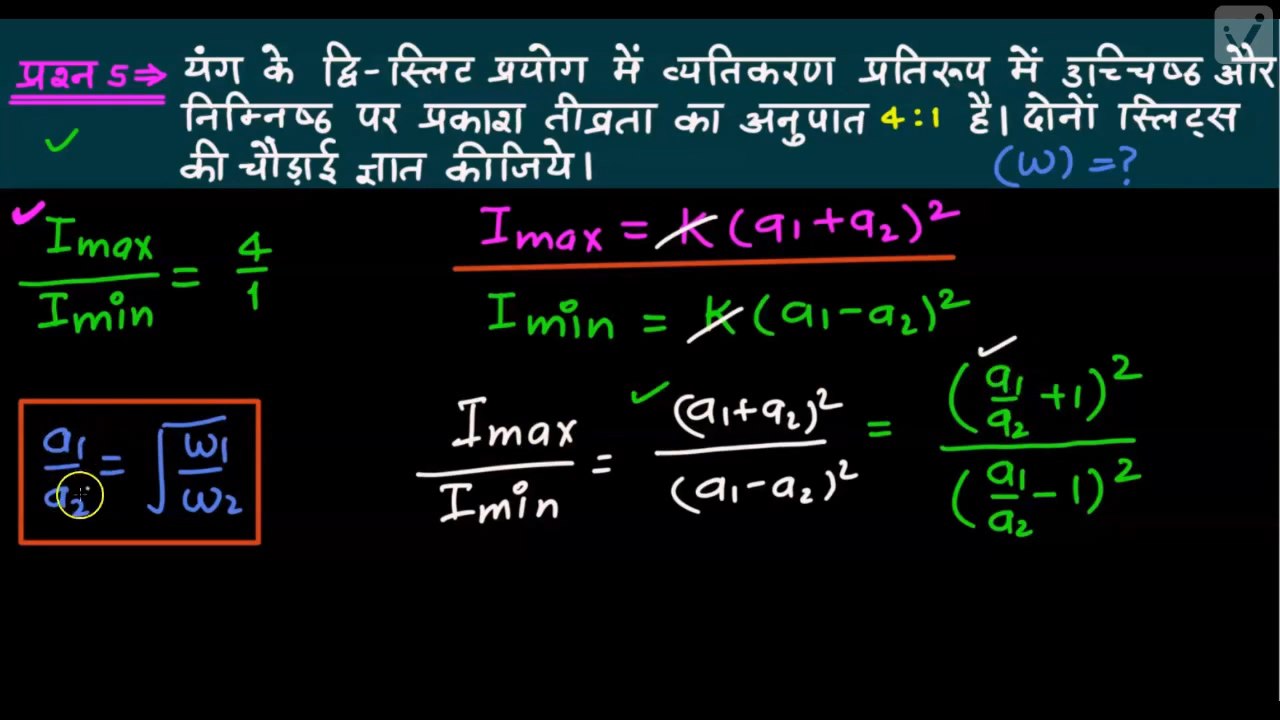 प्रश्न 5⇒ यंग के द्वि-स्लिट प्रयोग में व्यतिकरण प्रतिरूप में उच्चिष्ठ और
निम्निष्ठ पर प्रकाश तीव्रता का अनुपात 4:1 है। दोनों स्लिट्स
की चौड़ाई ज्ञात कीजिये। (w) = ?
Imax / Imin = 4/1
Imax = K(a₁+a₂)²
Imin = K(a₁-a₂)²
a₁/a₂ = √(w₁/w₂)
Imax / Imin = (a₁+a₂)² / (a₁-a₂)² = (a₁/a₂ + 1)² / (a₁/a₂ - 1)²